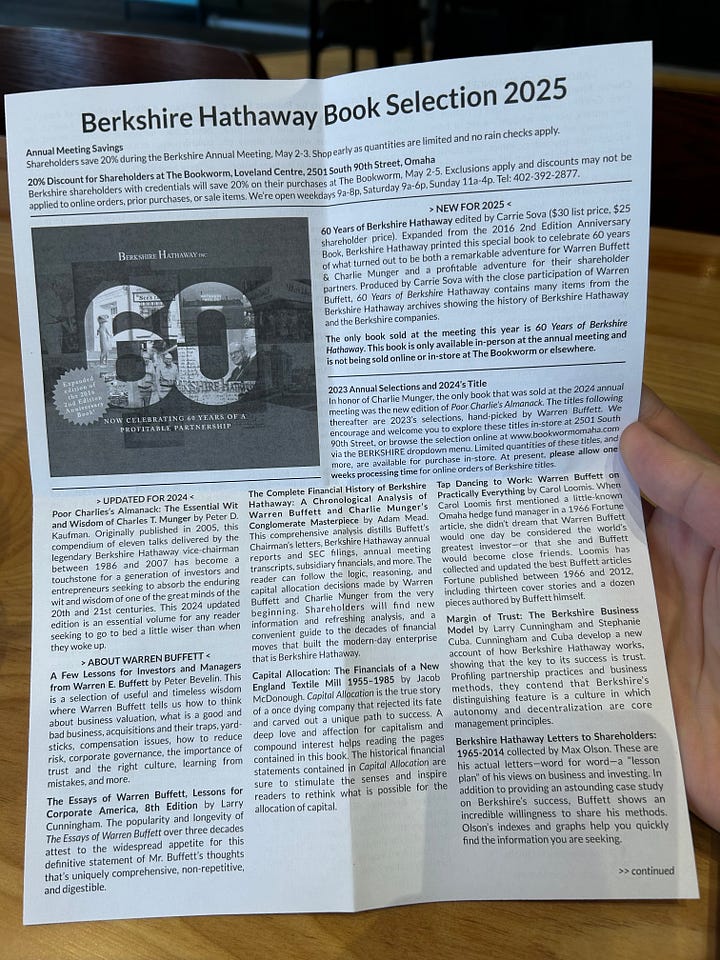 Berkshire Hathaway Book Selection 2025
Annual Meeting Savings
Shareholders save 20% during the Berkshire Annual Meeting, May 2-3. Shop early as quantities are limited and no rain checks apply.
20% Discount for Shareholders at The Bookworm, Loveland Centre, 2501 South 90th Street, Omaha
Berkshire shareholders with credentials will save 20% on their purchases at The Bookworm, May 2-5. Exclusions apply and discounts may not be
applied to online orders, prior purchases, or sale items. We're open weekdays 9a-8p, Saturday 9a-6p, Sunday 11a-4p. Tel: 402-392-2877.
BERKSHIRE HATHAWAY INC.
60
Expanded
edition of
the 2016
2nd Edition
Anniversary
Book!
NOW CELEBRATING 60 YEARS OF A
PROFITABLE PARTNERSHIP
> NEW FOR 2025 <
60 Years of Berkshire Hathaway edited by Carrie Sova ($30 list price, $25
shareholder price). Expanded from the 2016 2nd Edition Anniversary
Book, Berkshire Hathaway printed this special book to celebrate 60 years
of what turned out to be both a remarkable adventure for Warren Buffett
& Charlie Munger and a profitable adventure for their shareholder
partners. Produced by Carrie Sova with the close participation of Warren
Buffett, 60 Years of Berkshire Hathaway contains many items from the
Berkshire Hathaway archives showing the history of Berkshire Hathaway
and the Berkshire companies.
The only book sold at the meeting this year is 60 Years of Berkshire
Hathaway. This book is only available in-person at the annual meeting and
is not being sold online or in-store at The Bookworm or elsewhere.
2023 Annual Selections and 2024's Title
In honor of Charlie Munger, the only book that was sold at the 2024 annual
meeting was the new edition of Poor Charlie's Almanack. The titles following
thereafter are 2023's selections, hand-picked by Warren Buffett. We
encourage and welcome you to explore these titles in-store at 2501 South
90th Street, or browse the selection online at www.bookwormomaha.com
via the BERKSHIRE dropdown menu. Limited quantities of these titles, and
more, are available for purchase in-store. At present, please allow one
weeks processing time for online orders of Berkshire titles.
> UPDATED FOR 2024 <
Poor Charlies's Almanack: The Essential Wit
and Wisdom of Charles T. Munger by Peter D.
Kaufman. Originally published in 2005, this
compendium of eleven talks delivered by the
legendary Berkshire Hathaway vice-chairman
between 1986 and 2007 has become a
touchstone for a generation of investors and
entrepreneurs seeking to absorb the enduring
wit and wisdom of one of the great minds of the
20th and 21st centuries. This 2024 updated
edition is an essential volume for any reader
seeking to go to bed a little wiser than when
they woke up.
> ABOUT WARREN BUFFETT <
A Few Lessons for Investors and Managers
from Warren E. Buffett by Peter Bevelin. This
is a selection of useful and timeless wisdom
where Warren Buffett tells us how to think
about business valuation, what is a good and
bad business, acquisitions and their traps, yard-
sticks, compensation issues, how to reduce
risk, corporate governance, the importance of
trust and the right culture, learning from
mistakes, and more.
The Essays of Warren Buffett, Lessons for
Corporate America, 8th Edition by Larry
Cunningham. The popularity and longevity of
The Essays of Warren Buffett over three decades
attest to the widespread appetite for this
definitive statement of Mr. Buffett's thoughts
that's uniquely comprehensive, non-repetitive,
and digestible.
The Complete Financial History of Berkshire
Hathaway: A Chronological Analysis of
Warren Buffett and Charlie Munger's
Conglomerate Masterpiece by Adam Mead.
This comprehensive analysis distills Buffett's
Chairman's letters, Berkshire Hathaway annual
reports and SEC filings, annual meeting
transcripts, subsidiary financials, and more. The
reader can follow the logic, reasoning, and
capital allocation decisions made by Warren
Buffett and Charlie Munger from the very
beginning. Shareholders will find new
information and refreshing analysis, and a
convenient guide to the decades of financial
moves that built the modern-day enterprise
that is Berkshire Hathaway.
Capital Allocation: The Financials of a New
England Textile Mill 1955-1985 by Jacob
McDonough. Capital Allocation is the true story
of a once dying company that rejected its fate
and carved out a unique path to success. A
deep love and affection for capitalism and
compound interest helps reading the pages
contained in this book. The historical financial
statements contained in Capital Allocation are
sure to stimulate the senses and inspire
readers to rethink what is possible for the
allocation of capital.
Tap Dancing to Work: Warren Buffett on
Practically Everything by Carol Loomis. When
Carol Loomis first mentioned a little-known
Omaha hedge fund manager in a 1966 Fortune
article, she didn't dream that Warren Buffett
would one day be considered the world's
greatest investor—or that she and Buffett
would become close friends. Loomis has
collected and updated the best Buffett articles
Fortune published between 1966 and 2012,
including thirteen cover stories and a dozen
pieces authored by Buffett himself.
Margin of Trust: The Berkshire Business
Model by Larry Cunningham and Stephanie
Cuba. Cunningham and Cuba develop a new
account of how Berkshire Hathaway works,
showing that the key to its success is trust.
Profiling partnership practices and business
methods, they contend that Berkshire's
distinguishing feature is a culture in which
autonomy and decentralization are core
management principles.
Berkshire Hathaway Letters to Shareholders:
1965-2014 collected by Max Olson. These are
his actual letters—word for word—a "lesson
plan" of his views on business and investing. In
addition to providing an astounding case study
on Berkshire's success, Buffett shows an
incredible willingness to share his methods.
Olson's indexes and graphs help you quickly
find the information you are seeking.
>> continued